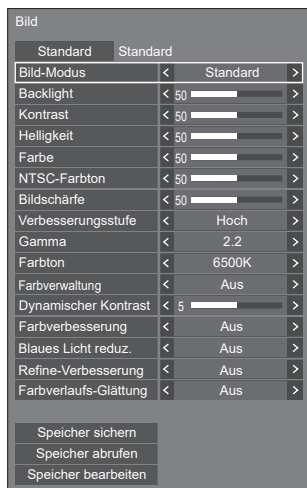 Bild
Standard Standard
Bild-Modus < Standard >
Backlight < 50 >
Kontrast < 50 >
Helligkeit < 50 >
Farbe < 50 >
NTSC-Farbton < 50 >
Bildschärfe < 50 >
Verbesserungsstufe < Hoch >
Gamma < 2.2 >
Farbton < 6500K >
Farbverwaltung < Aus >
Dynamischer Kontrast < 5 >
Farbverbesserung < Aus >
Blaues Licht reduz. < Aus >
Refine-Verbesserung < Aus >
Farbverlaufs-Glättung < Aus >
Speicher sichern
Speicher abrufen
Speicher bearbeiten